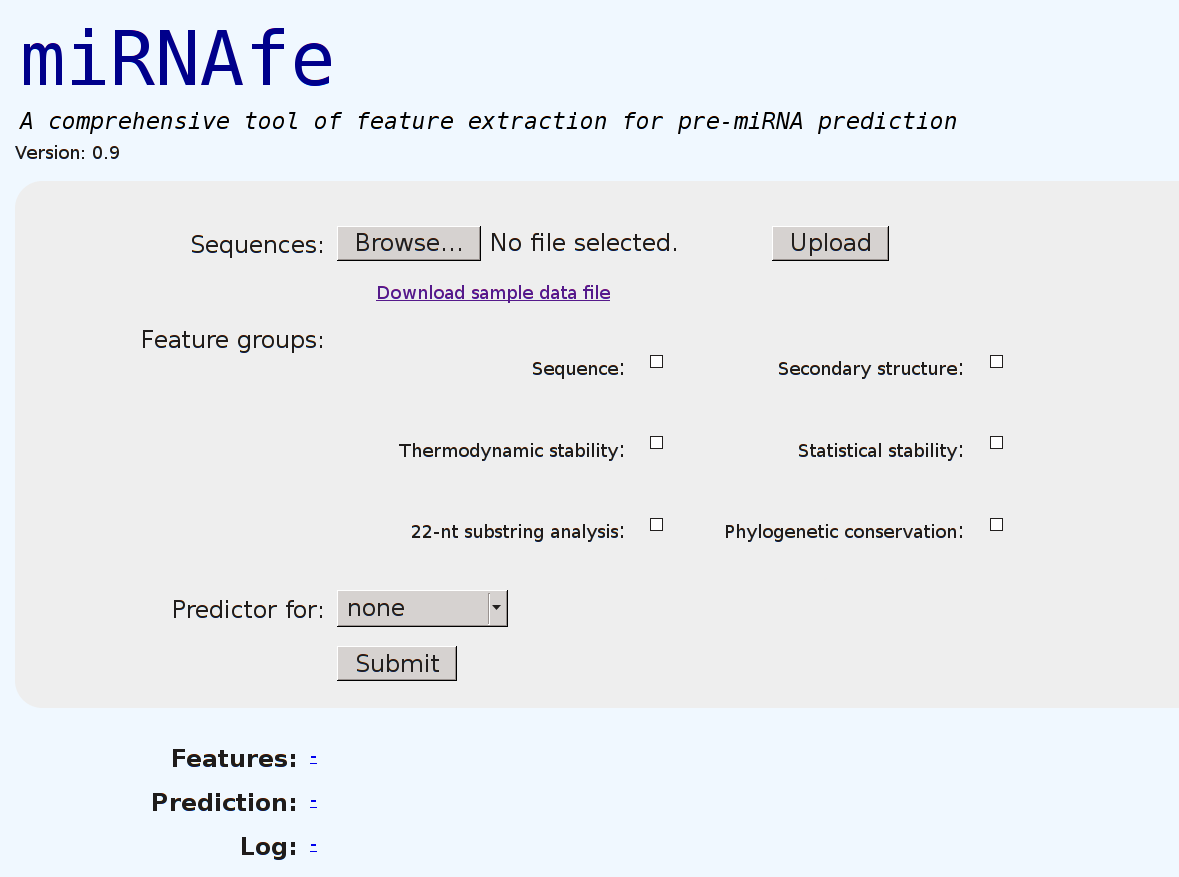 miRNAfe
A comprehensive tool of feature extraction for pre-miRNA prediction
Version: 0.9
Sequences: Browse... No file selected. Upload
Download sample data file
Feature groups:
Sequence: Secondary structure:
Thermodynamic stability: Statistical stability:
22-nt substring analysis: Phylogenetic conservation:
Predictor for: none
Submit
Features: -
Prediction: -
Log: -